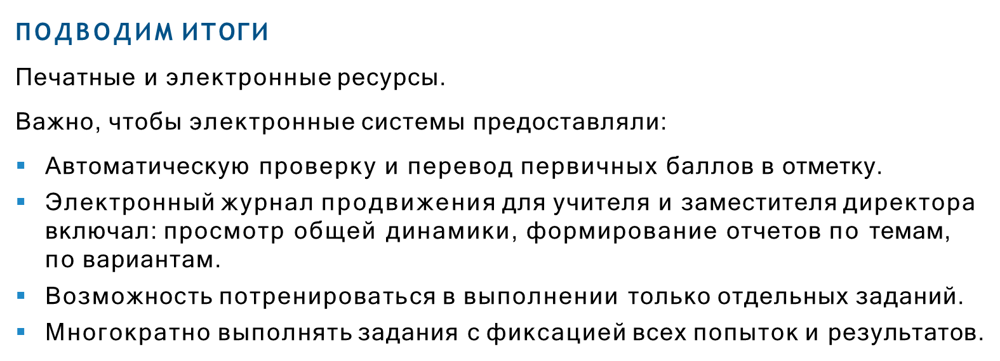 ПОДВОДИМ ИТОГИ
Печатные и электронные ресурсы.
Важно, чтобы электронные системы предоставляли:
▪ Автоматическую проверку и перевод первичных баллов в отметку.
▪ Электронный журнал продвижения для учителя и заместителя директора
включал: просмотр общей динамики, формирование отчетов по темам,
по вариантам.
▪ Возможность потренироваться в выполнении только отдельных заданий.
▪ Многократно выполнять задания с фиксацией всех попыток и результатов.